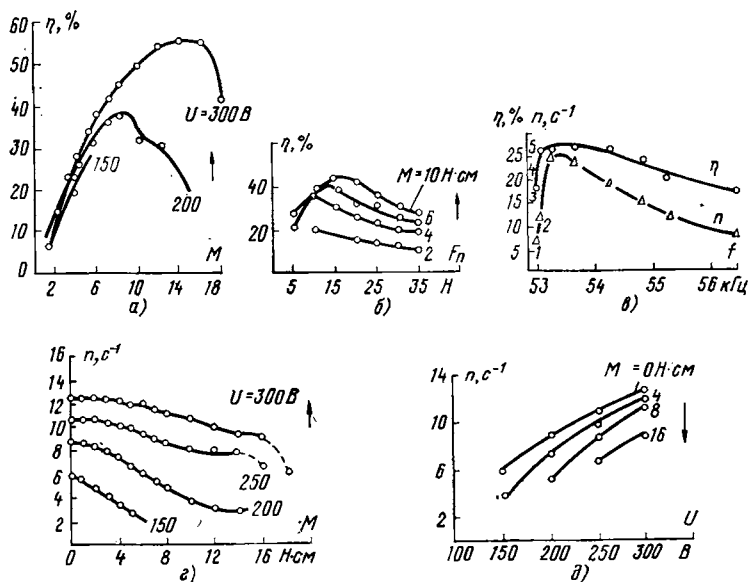 η, %
60
50
40
30
20
10
0
U = 300 В
150
200
2 6 10 14 18
М
а)
η, %
40
20
М = 10 Н·см
6
4
2
Fп
5 15 25 35 Н
б)
η, % n, с⁻¹
25 5
20 4
15 3
10 2
5 1
η
n
f
53 54 55 56 кГц
в)
n, с⁻¹
16
14
12
10
8
6
4
2
U = 300 В
250
200
150
М
0 4 8 12 16 Н·см
г)
14 n, с⁻¹
10
6
2
М = 0 Н·см
4
8
16
U
100 150 200 250 300 В
д)